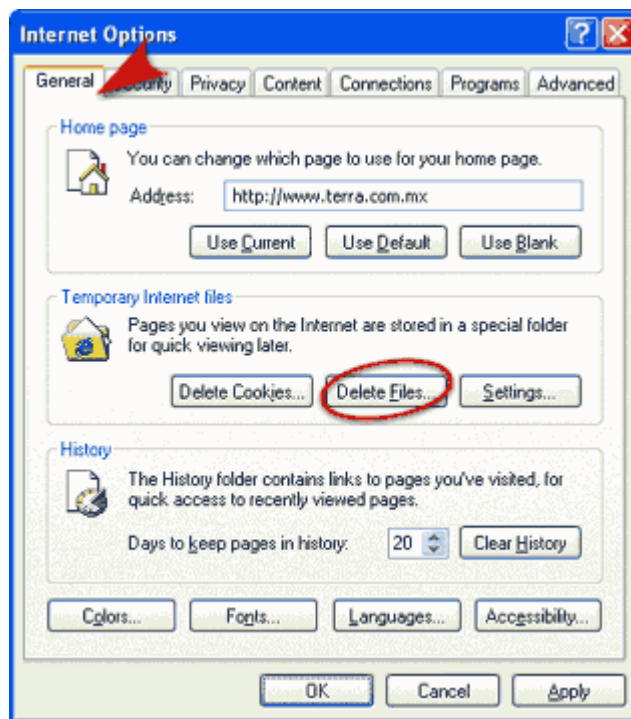 Internet Options
General Security Privacy Content Connections Programs Advanced
Home page
You can change which page to use for your home page.
Address: http://www.terra.com.mx
Use Current Use Default Use Blank
Temporary Internet files
Pages you view on the Internet are stored in a special folder
for quick viewing later.
Delete Cookies... Delete Files... Settings...
History
The History folder contains links to pages you've visited, for
quick access to recently viewed pages.
Days to keep pages in history: 20 Clear History
Colors... Fonts... Languages... Accessibility...
OK Cancel Apply